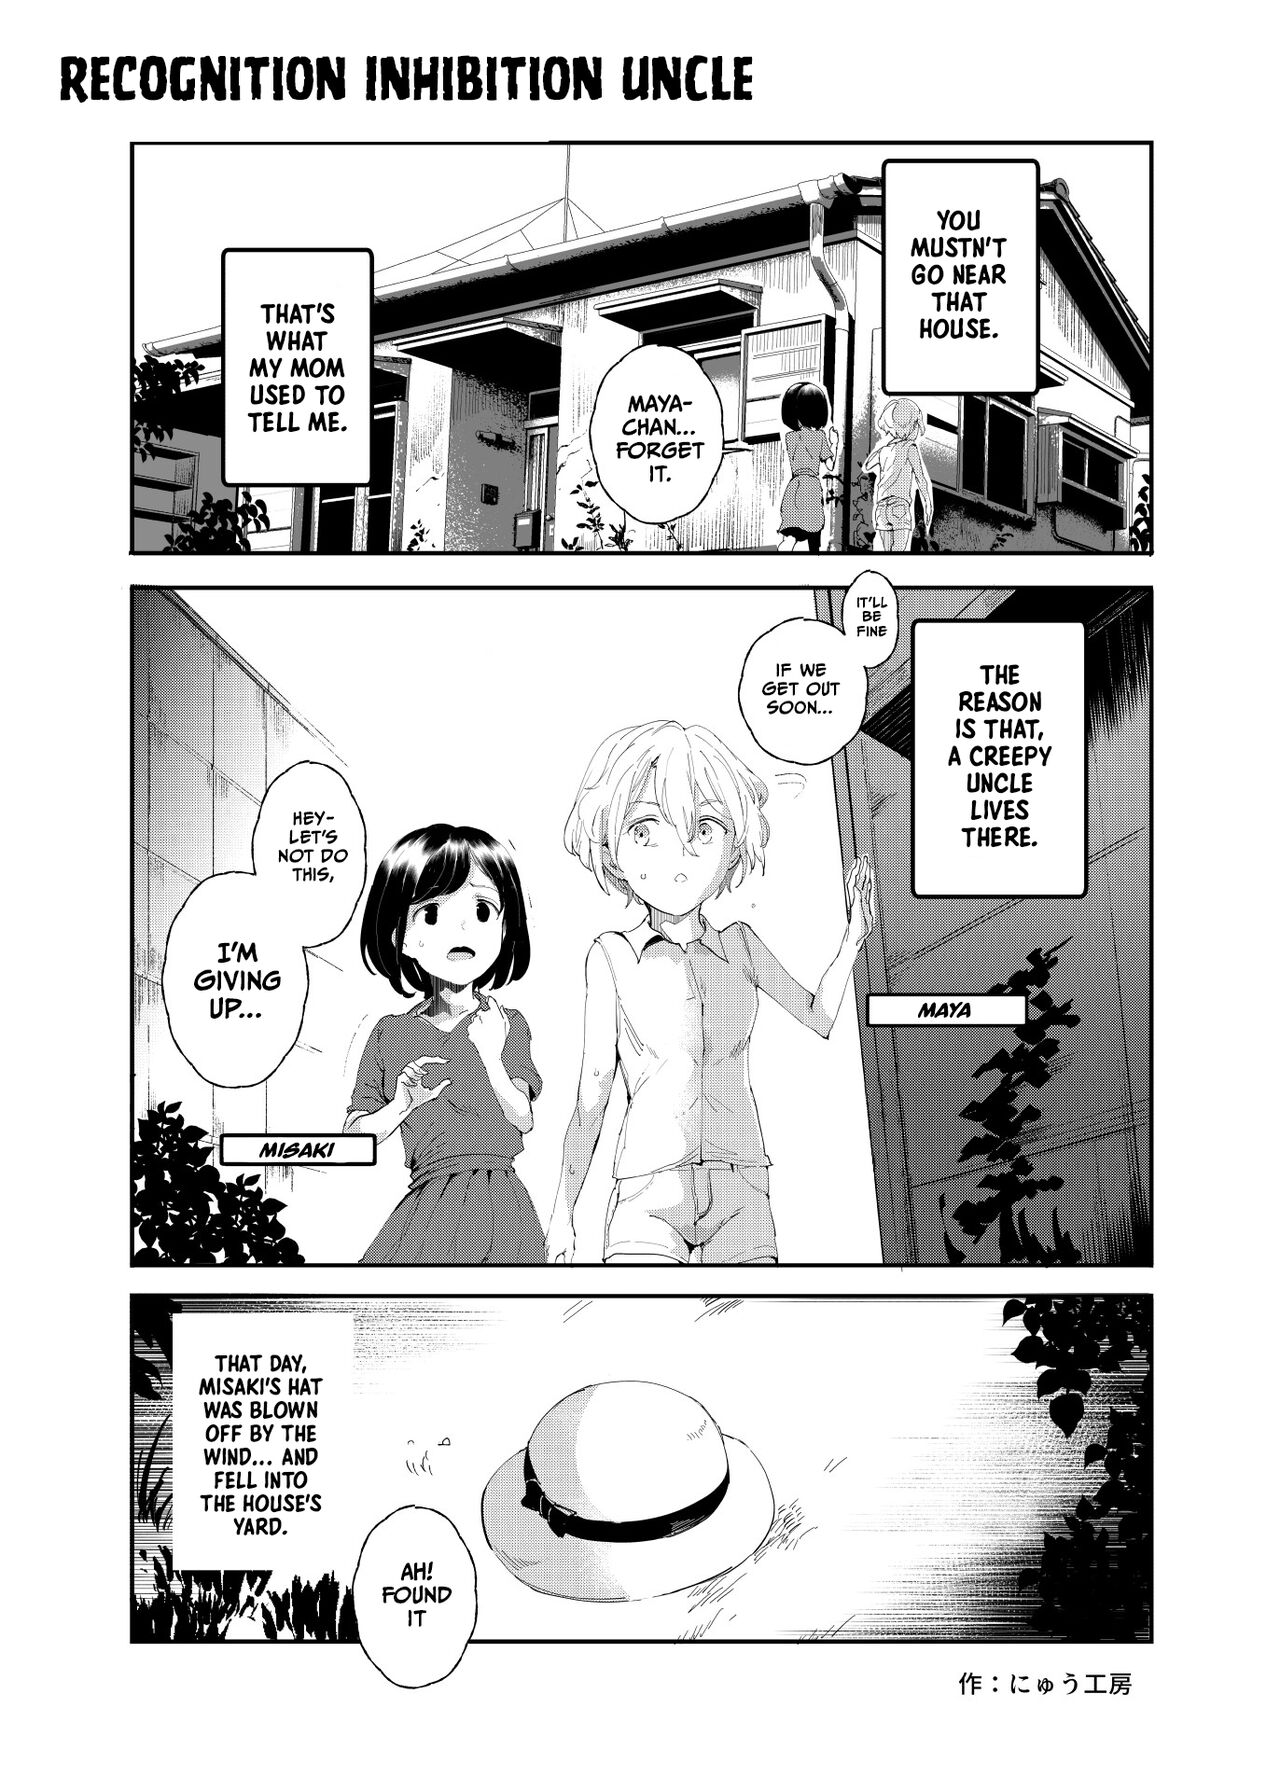 RECOGNITION INHIBITION UNCLE
YOU
MUSTN'T
GO NEAR
THAT
HOUSE.
THAT'S
WHAT
MY MOM
USED TO
TELL ME.
MAYA-
CHAN...
FORGET
IT.
THE
REASON
IS THAT,
A CREEPY
UNCLE
LIVES
THERE.
IT'LL
BE
FINE
IF WE
GET OUT
SOON...
HEY-
LET'S
NOT DO
THIS,
I'M
GIVING
UP...
MAYA
MISAKI
THAT DAY,
MISAKI'S HAT
WAS BLOWN
OFF BY THE
WIND... AND
FELL INTO
THE HOUSE'S
YARD.
AH!
FOUND
IT
作：にゅう工房